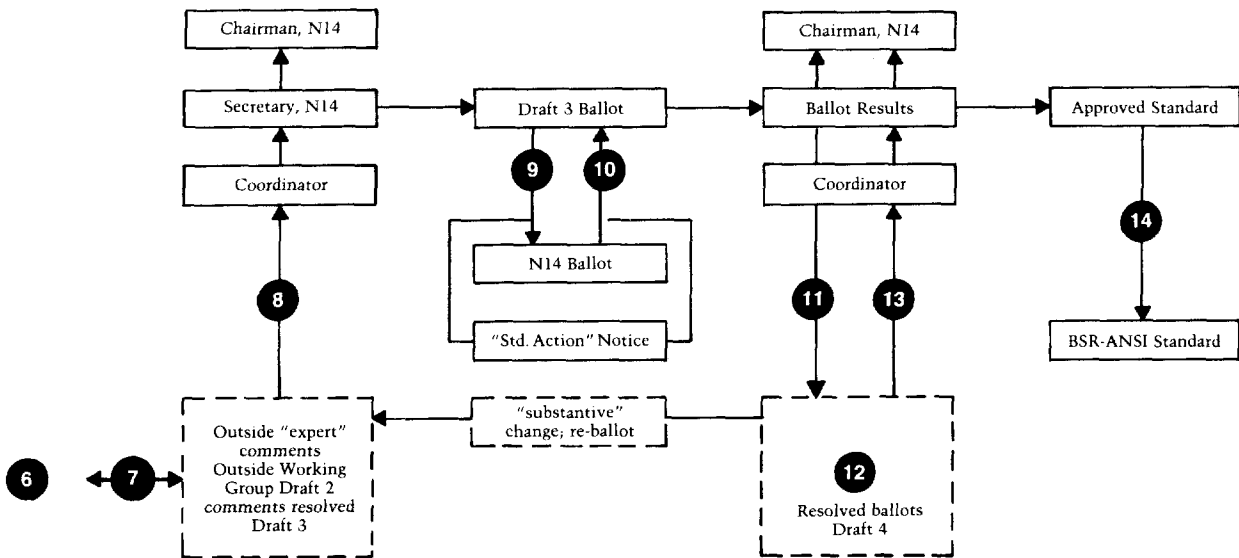 Chairman, N14
Chairman, N14
Secretary, N14
Draft 3 Ballot
Ballot Results
Approved Standard
Coordinator
9
10
Coordinator
14
N14 Ballot
8
11
13
"Std. Action" Notice
BSR-ANSI Standard
"substantive"
change; re-ballot
Outside "expert"
comments
Outside Working
Group Draft 2
comments resolved
Draft 3
6
7
12
Resolved ballots
Draft 4